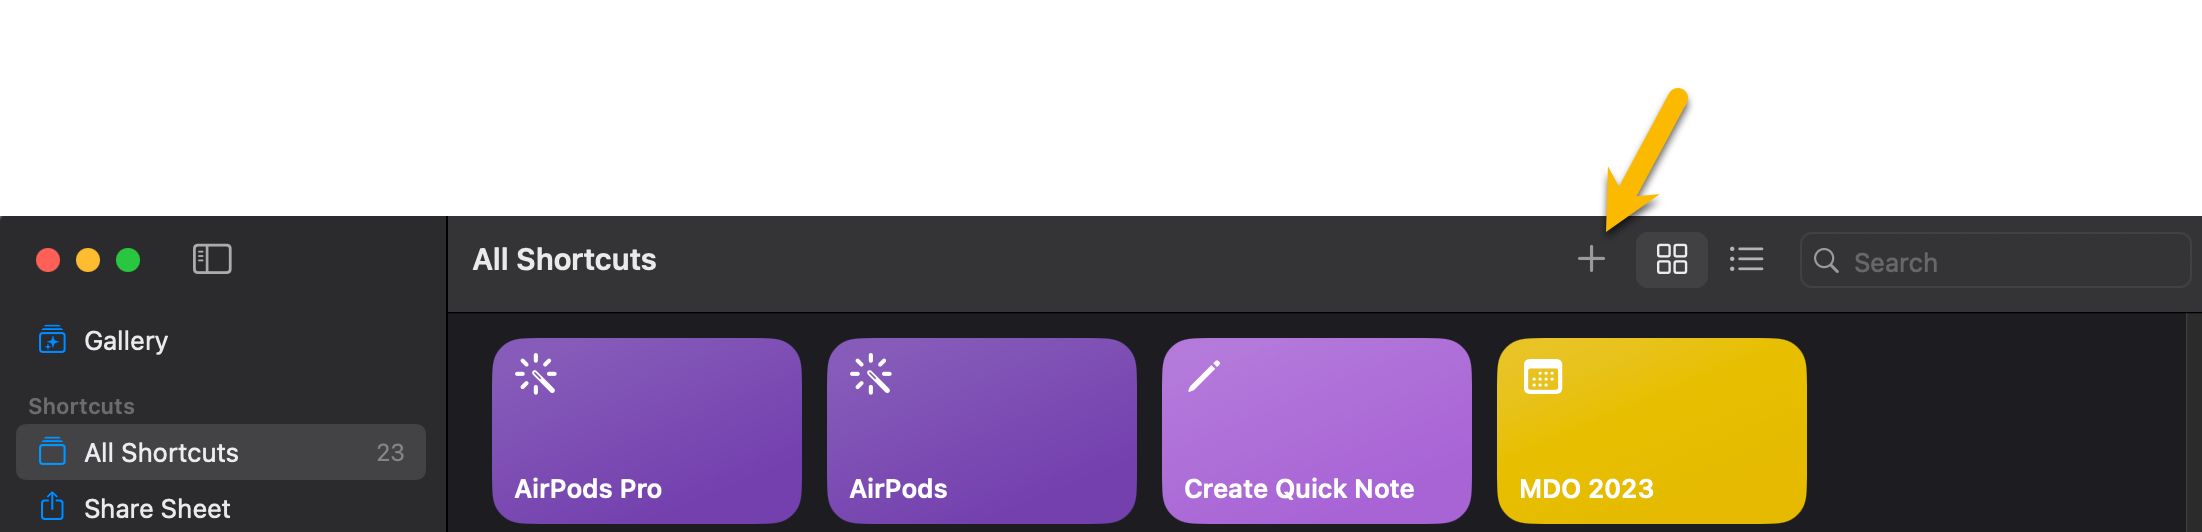 All Shortcuts
Search
Gallery
Shortcuts
All Shortcuts 23
Share Sheet
AirPods Pro
AirPods
Create Quick Note
MDO 2023